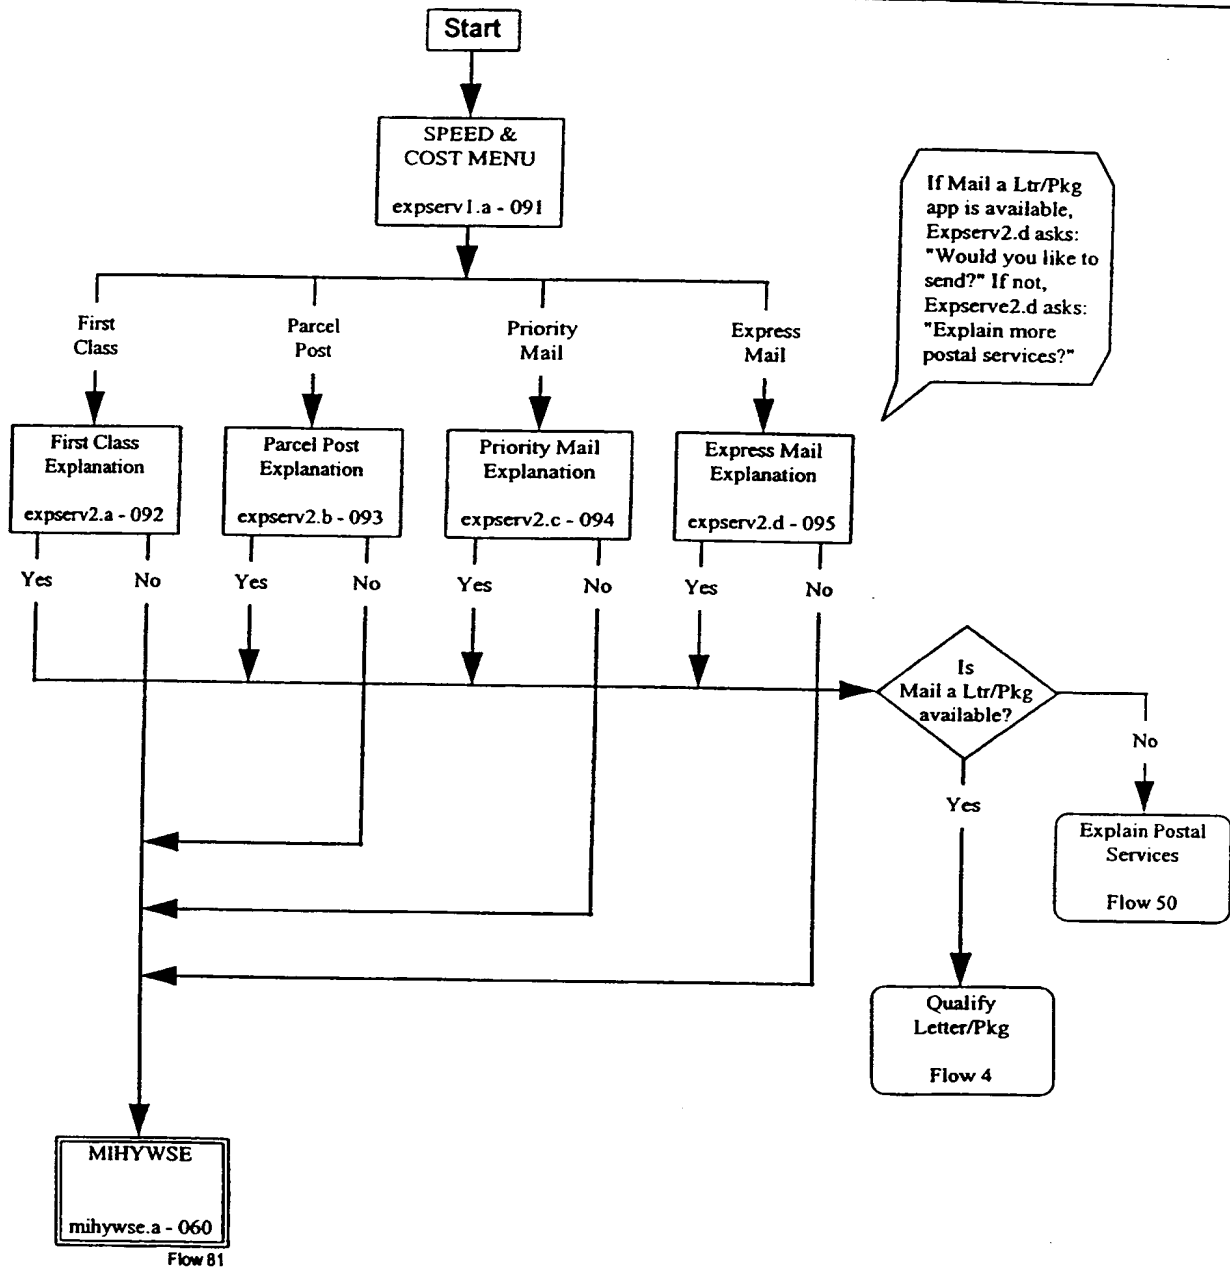 Start
SPEED &
COST MENU
expserv1.a - 091
If Mail a Ltr/Pkg
app is available,
Expserv2.d asks:
"Would you like to
send?" If not,
Expserve2.d asks:
"Explain more
postal services?"
First
Class
Parcel
Post
Priority
Mail
Express
Mail
First Class
Explanation
expserv2.a - 092
Parcel Post
Explanation
expserv2.b - 093
Priority Mail
Explanation
expserv2.c - 094
Express Mail
Explanation
expserv2.d - 095
Yes
No
Yes
No
Yes
No
Yes
No
Is
Mail a Ltr/Pkg
available?
No
Yes
Explain Postal
Services
Flow 50
Qualify
Letter/Pkg
Flow 4
MIHYWSE
mihywse.a - 060
Flow 81